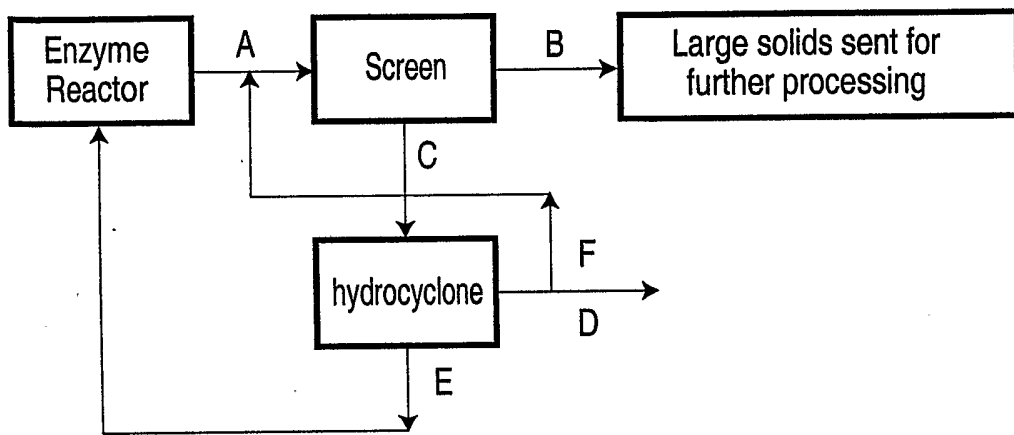 Enzyme
Reactor
A
Screen
B
Large solids sent for
further processing
C
hydrocyclone
F
D
E